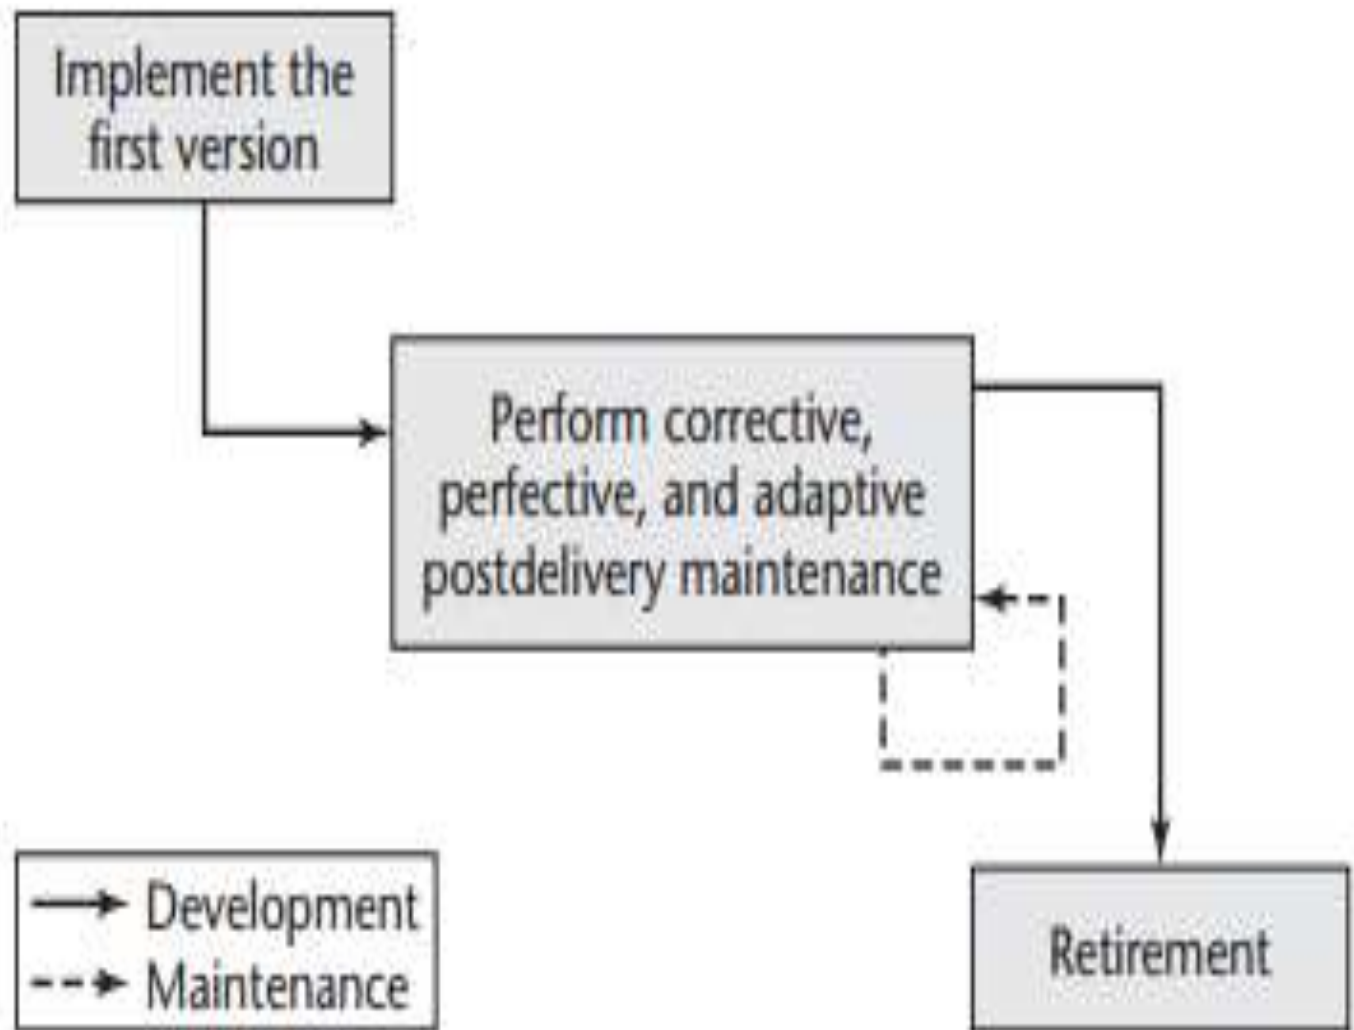 Implement the
first version
Perform corrective,
perfective, and adaptive
postdelivery maintenance
Development
Maintenance
Retirement